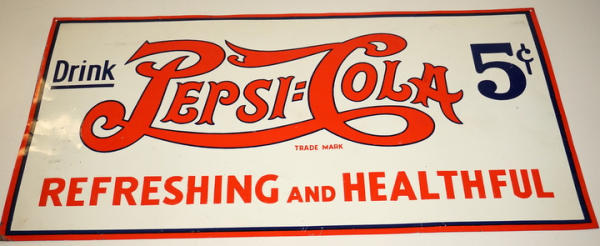 Drink PEPSI=COLA 5¢
TRADE MARK
REFRESHING AND HEALTHFUL